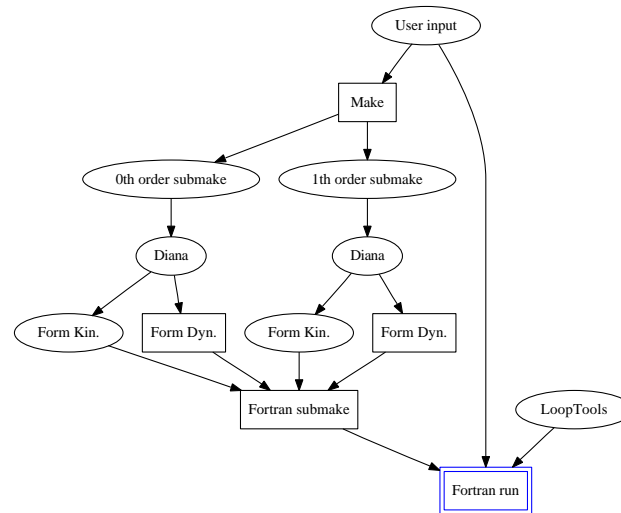 User input
Make
0th order submake
1th order submake
Diana
Diana
Form Kin.
Form Dyn.
Form Kin.
Form Dyn.
Fortran submake
LoopTools
Fortran run